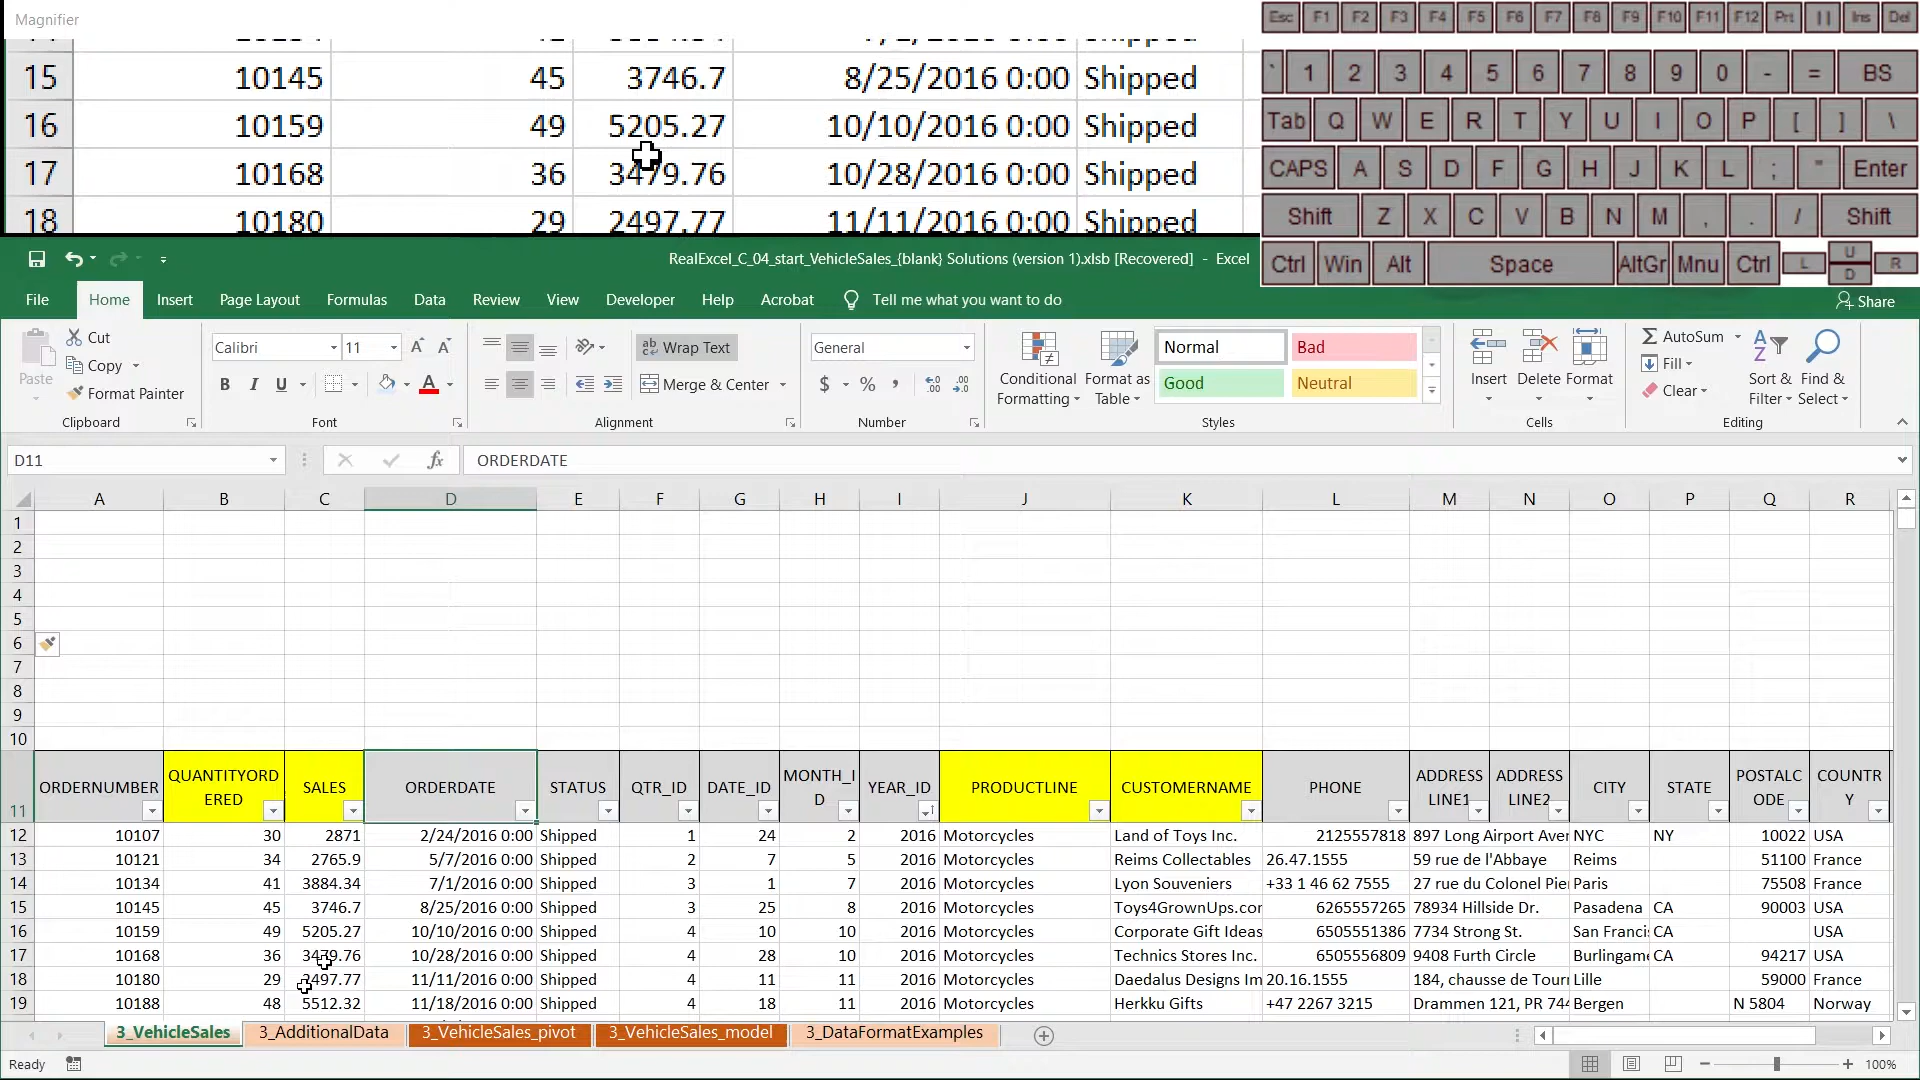 Magnifier
15 10145 45 3746.7 8/25/2016 0:00 Shipped
16 10159 49 5205.27 10/10/2016 0:00 Shipped
17 10168 36 3479.76 10/28/2016 0:00 Shipped
18 10180 29 2497.77 11/11/2016 0:00 Shipped
Esc F1 F2 F3 F4 F5 F6 F7 F8 F9 F10 F11 F12 Prt || Ins Del
` 1 2 3 4 5 6 7 8 9 0 - = BS
Tab Q W E R T Y U I O P [ ] \
CAPS A S D F G H J K L ; " Enter
Shift Z X C V B N M , . / Shift
Ctrl Win Alt Space AltGr Mnu Ctrl L U D R
RealExcel_C_04_start_VehicleSales_{blank} Solutions (version 1).xlsb [Recovered] - Excel
File Home Insert Page Layout Formulas Data Review View Developer Help Acrobat Tell me what you want to do Share
Paste Cut Copy Format Painter Clipboard
Calibri 11 A A B I U A Font
ab Wrap Text Merge & Center Alignment
General $ % , Number
Conditional Formatting Format as Table Normal Bad Good Neutral Styles
Insert Delete Format Cells
AutoSum Fill Clear Sort & Filter Find & Select Editing
D11 fx ORDERDATE
A B C D E F G H I J K L M N O P Q R
1
2
3
4
5
6
7
8
9
10
11 ORDERNUMBER QUANTITYORDERED SALES ORDERDATE STATUS QTR_ID DATE_ID MONTH_ID YEAR_ID PRODUCTLINE CUSTOMERNAME PHONE ADDRESSLINE1 ADDRESSLINE2 CITY STATE POSTALCODE COUNTRY
12 10107 30 2871 2/24/2016 0:00 Shipped 1 24 2 2016 Motorcycles Land of Toys Inc. 2125557818 897 Long Airport Aver NYC NY 10022 USA
13 10121 34 2765.9 5/7/2016 0:00 Shipped 2 7 5 2016 Motorcycles Reims Collectables 26.47.1555 59 rue de l'Abbaye Reims 51100 France
14 10134 41 3884.34 7/1/2016 0:00 Shipped 3 1 7 2016 Motorcycles Lyon Souveniers +33 1 46 62 7555 27 rue du Colonel Pie Paris 75508 France
15 10145 45 3746.7 8/25/2016 0:00 Shipped 3 25 8 2016 Motorcycles Toys4GrownUps.cor 6265557265 78934 Hillside Dr. Pasadena CA 90003 USA
16 10159 49 5205.27 10/10/2016 0:00 Shipped 4 10 10 2016 Motorcycles Corporate Gift Ideas 6505551386 7734 Strong St. San Francis CA USA
17 10168 36 3479.76 10/28/2016 0:00 Shipped 4 28 10 2016 Motorcycles Technics Stores Inc. 6505556809 9408 Furth Circle Burlingame CA 94217 USA
18 10180 29 2497.77 11/11/2016 0:00 Shipped 4 11 11 2016 Motorcycles Daedalus Designs Im 20.16.1555 184, chausse de Tour Lille 59000 France
19 10188 48 5512.32 11/18/2016 0:00 Shipped 4 18 11 2016 Motorcycles Herkku Gifts +47 2267 3215 Drammen 121, PR 744 Bergen N 5804 Norway
3_VehicleSales 3_AdditionalData 3_VehicleSales_pivot 3_VehicleSales_model 3_DataFormatExamples
Ready 100%